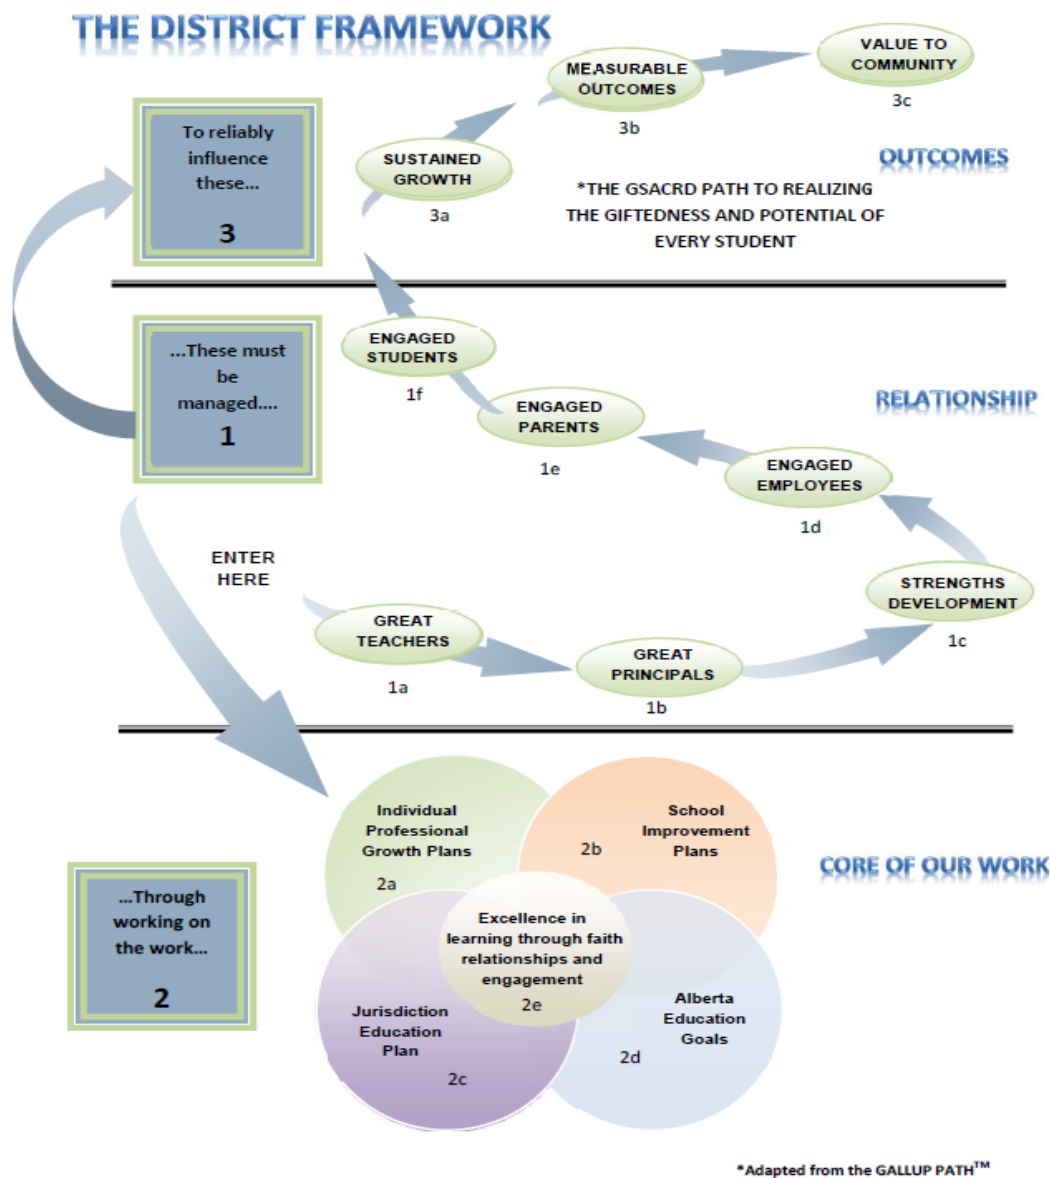 THE DISTRICT FRAMEWORK
VALUE TO
COMMUNITY
3c
MEASURABLE
OUTCOMES
3b
To reliably
influence
these...
3
SUSTAINED
GROWTH
3a
OUTCOMES
*THE GSACRD PATH TO REALIZING
THE GIFTEDNESS AND POTENTIAL OF
EVERY STUDENT
...These must
be
managed....
1
ENGAGED
STUDENTS
1f
RELATIONSHIP
ENGAGED
PARENTS
1e
ENGAGED
EMPLOYEES
1d
ENTER
HERE
STRENGTHS
DEVELOPMENT
1c
GREAT
TEACHERS
1a
GREAT
PRINCIPALS
1b
Individual
Professional
Growth Plans
2a
School
Improvement
Plans
2b
CORE OF OUR WORK
...Through
working on
the work...
2
Excellence in
learning through faith
relationships and
engagement
2e
Jurisdiction
Education
Plan
2c
Alberta
Education
Goals
2d
*Adapted from the GALLUP PATH™